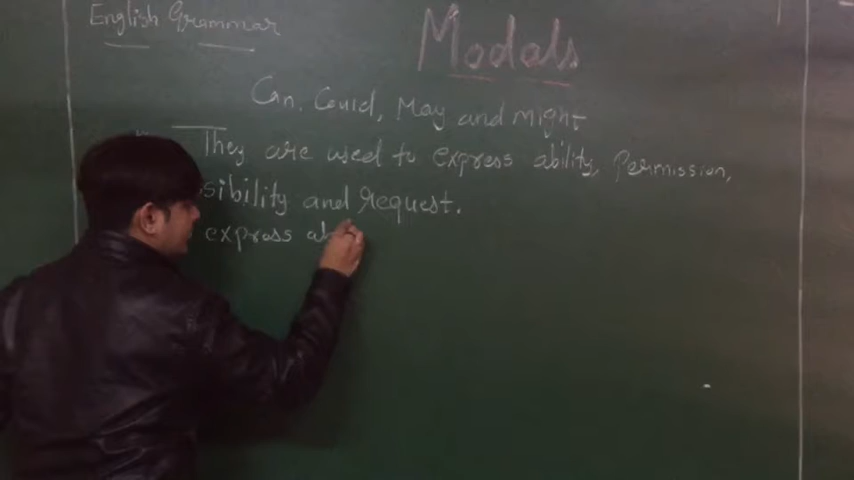 English Grammar
Modals
Can, Could, May and might
They are used to express ability, Permission,
sibility and request.
express ab